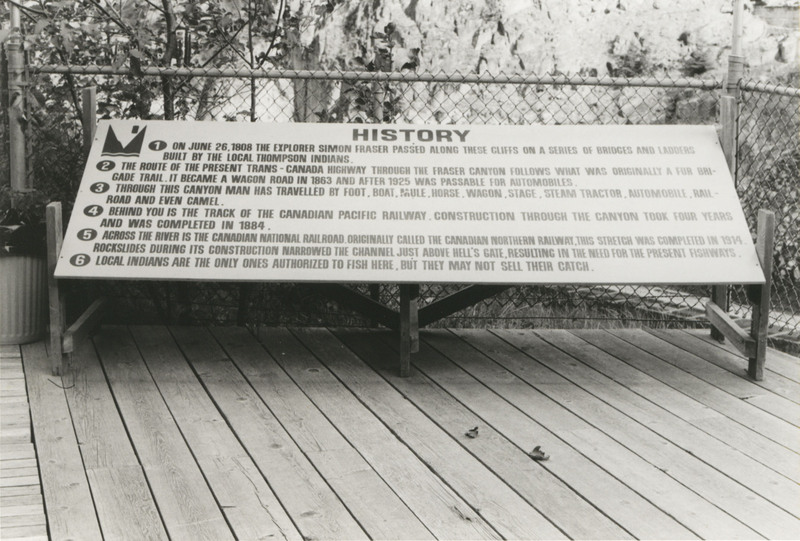 HISTORY
1 ON JUNE 26, 1808 THE EXPLORER SIMON FRASER PASSED ALONG THESE CLIFFS ON A SERIES OF BRIDGES AND LADDERS
BUILT BY THE LOCAL THOMPSON INDIANS.
2 THE ROUTE OF THE PRESENT TRANS-CANADA HIGHWAY THROUGH THE FRASER CANYON FOLLOWS WHAT WAS ORIGINALLY A FUR BRI-
GADE TRAIL. IT BECAME A WAGON ROAD IN 1863 AND AFTER 1925 WAS PASSABLE FOR AUTOMOBILES.
3 THROUGH THIS CANYON MAN HAS TRAVELLED BY FOOT, BOAT, MULE, HORSE, WAGON, STAGE, STEAM TRACTOR, AUTOMOBILE, RAIL-
ROAD AND EVEN CAMEL.
4 BEHIND YOU IS THE TRACK OF THE CANADIAN PACIFIC RAILWAY. CONSTRUCTION THROUGH THE CANYON TOOK FOUR YEARS
AND WAS COMPLETED IN 1884.
5 ACROSS THE RIVER IS THE CANADIAN NATIONAL RAILROAD. ORIGINALLY CALLED THE CANADIAN NORTHERN RAILWAY, THIS STRETCH WAS COMPLETED IN 1914.
ROCKSLIDES DURING ITS CONSTRUCTION NARROWED THE CHANNEL JUST ABOVE HELL'S GATE, RESULTING IN THE NEED FOR THE PRESENT FISHWAYS.
6 LOCAL INDIANS ARE THE ONLY ONES AUTHORIZED TO FISH HERE, BUT THEY MAY NOT SELL THEIR CATCH.